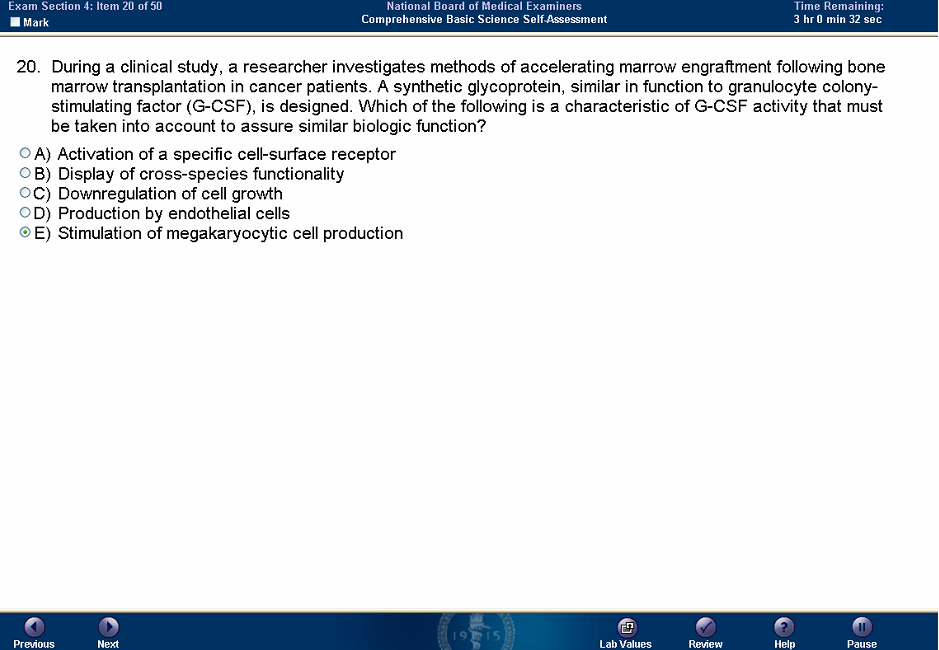 Exam Section 4: Item 20 of 50
National Board of Medical Examiners
Time Remaining:
Mark
Comprehensive Basic Science Self-Assessment
3 hr 0 min 32 sec
20. During a clinical study, a researcher investigates methods of accelerating marrow engraftment following bone
marrow transplantation in cancer patients. A synthetic glycoprotein, similar in function to granulocyte colony-
stimulating factor (G-CSF), is designed. Which of the following is a characteristic of G-CSF activity that must
be taken into account to assure similar biologic function?
A) Activation of a specific cell-surface receptor
B) Display of cross-species functionality
C) Downregulation of cell growth
D) Production by endothelial cells
E) Stimulation of megakaryocytic cell production
19 15
Previous
Next
Lab Values
Review
Help
Pause